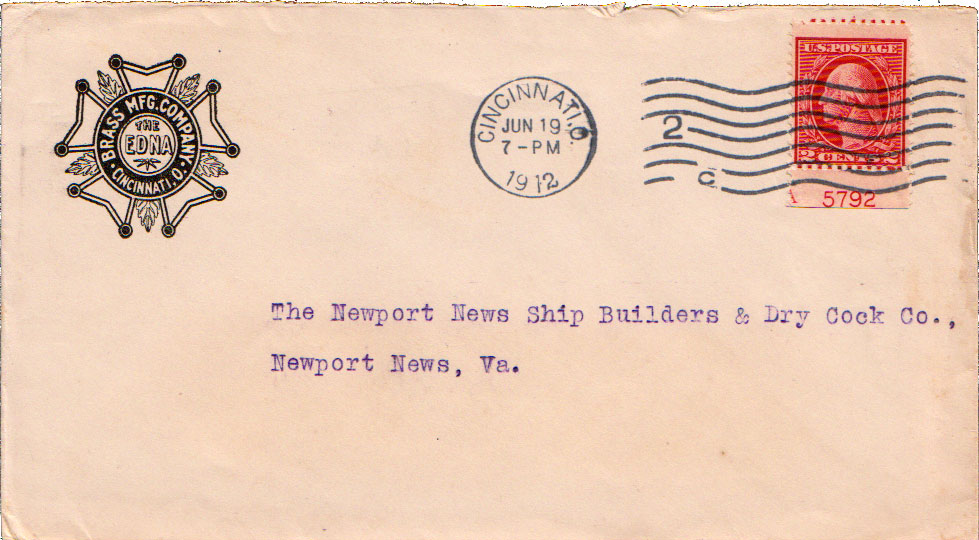 BRASS MFG. COMPANY
THE
EDNA
CINCINNATI, O.
CINCINNATI, O.
JUN 19
7-PM
1912
2
C
U.S. POSTAGE
2 CENTS 2
A 5792
The Newport News Ship Builders & Dry Cock Co.,
Newport News, Va.